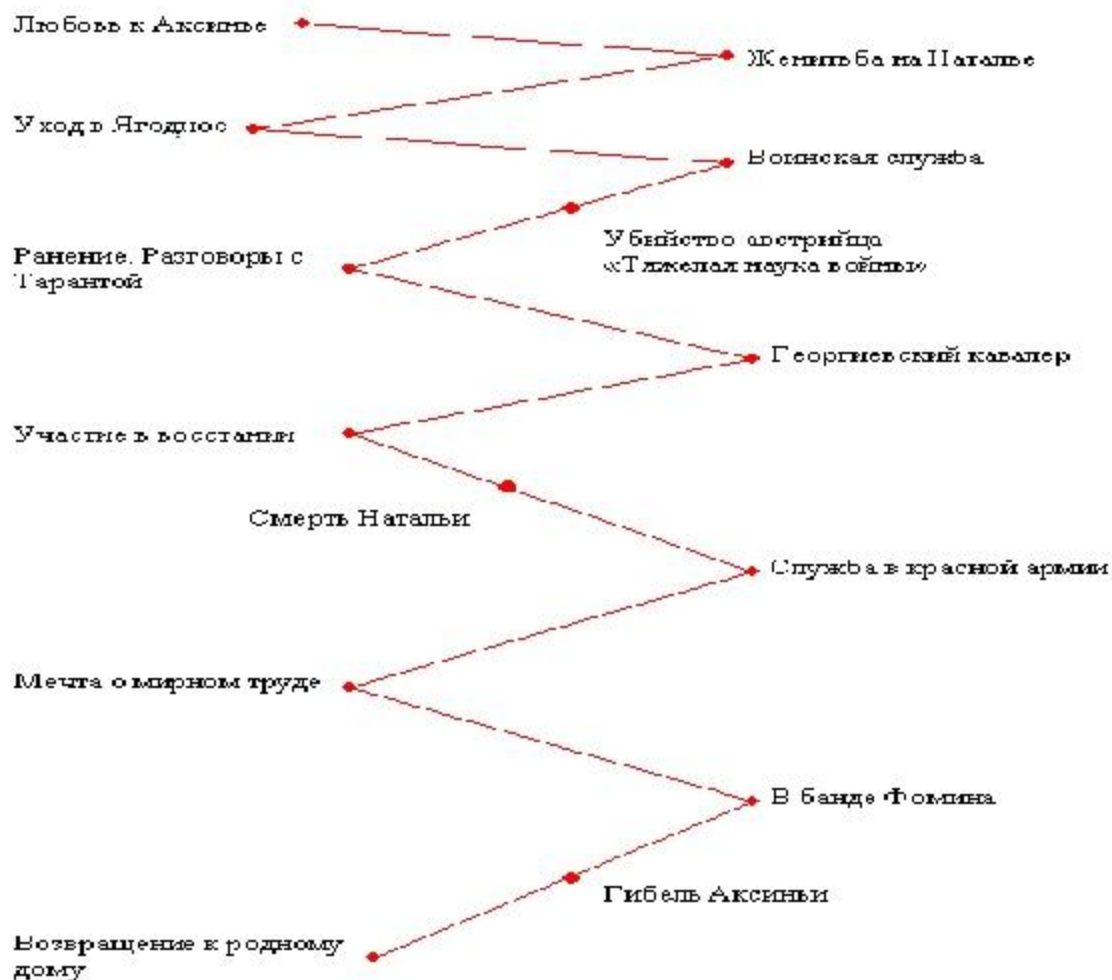 Любовь к Аксинье
Женитьба на Наталье
Уход в Ягодное
Воинская служба
Убийство австрийца
«Тяжелая наука войны»
Ранение. Разговоры с
Тарантой
Георгиевский кавалер
Участие в восстании
Смерть Натальи
Служба в красной армии
Мечта о мирном труде
В банде Фомина
Гибель Аксиньи
Возвращение к родному
дому